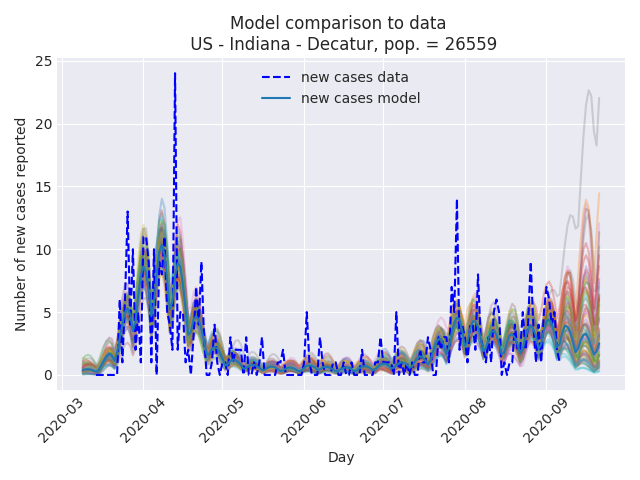 Model comparison to data
US - Indiana - Decatur, pop. = 26559
new cases data
new cases model
Number of new cases reported
25
20
15
10
5
0
2020-03
2020-04
2020-05
2020-06
2020-07
2020-08
2020-09
Day